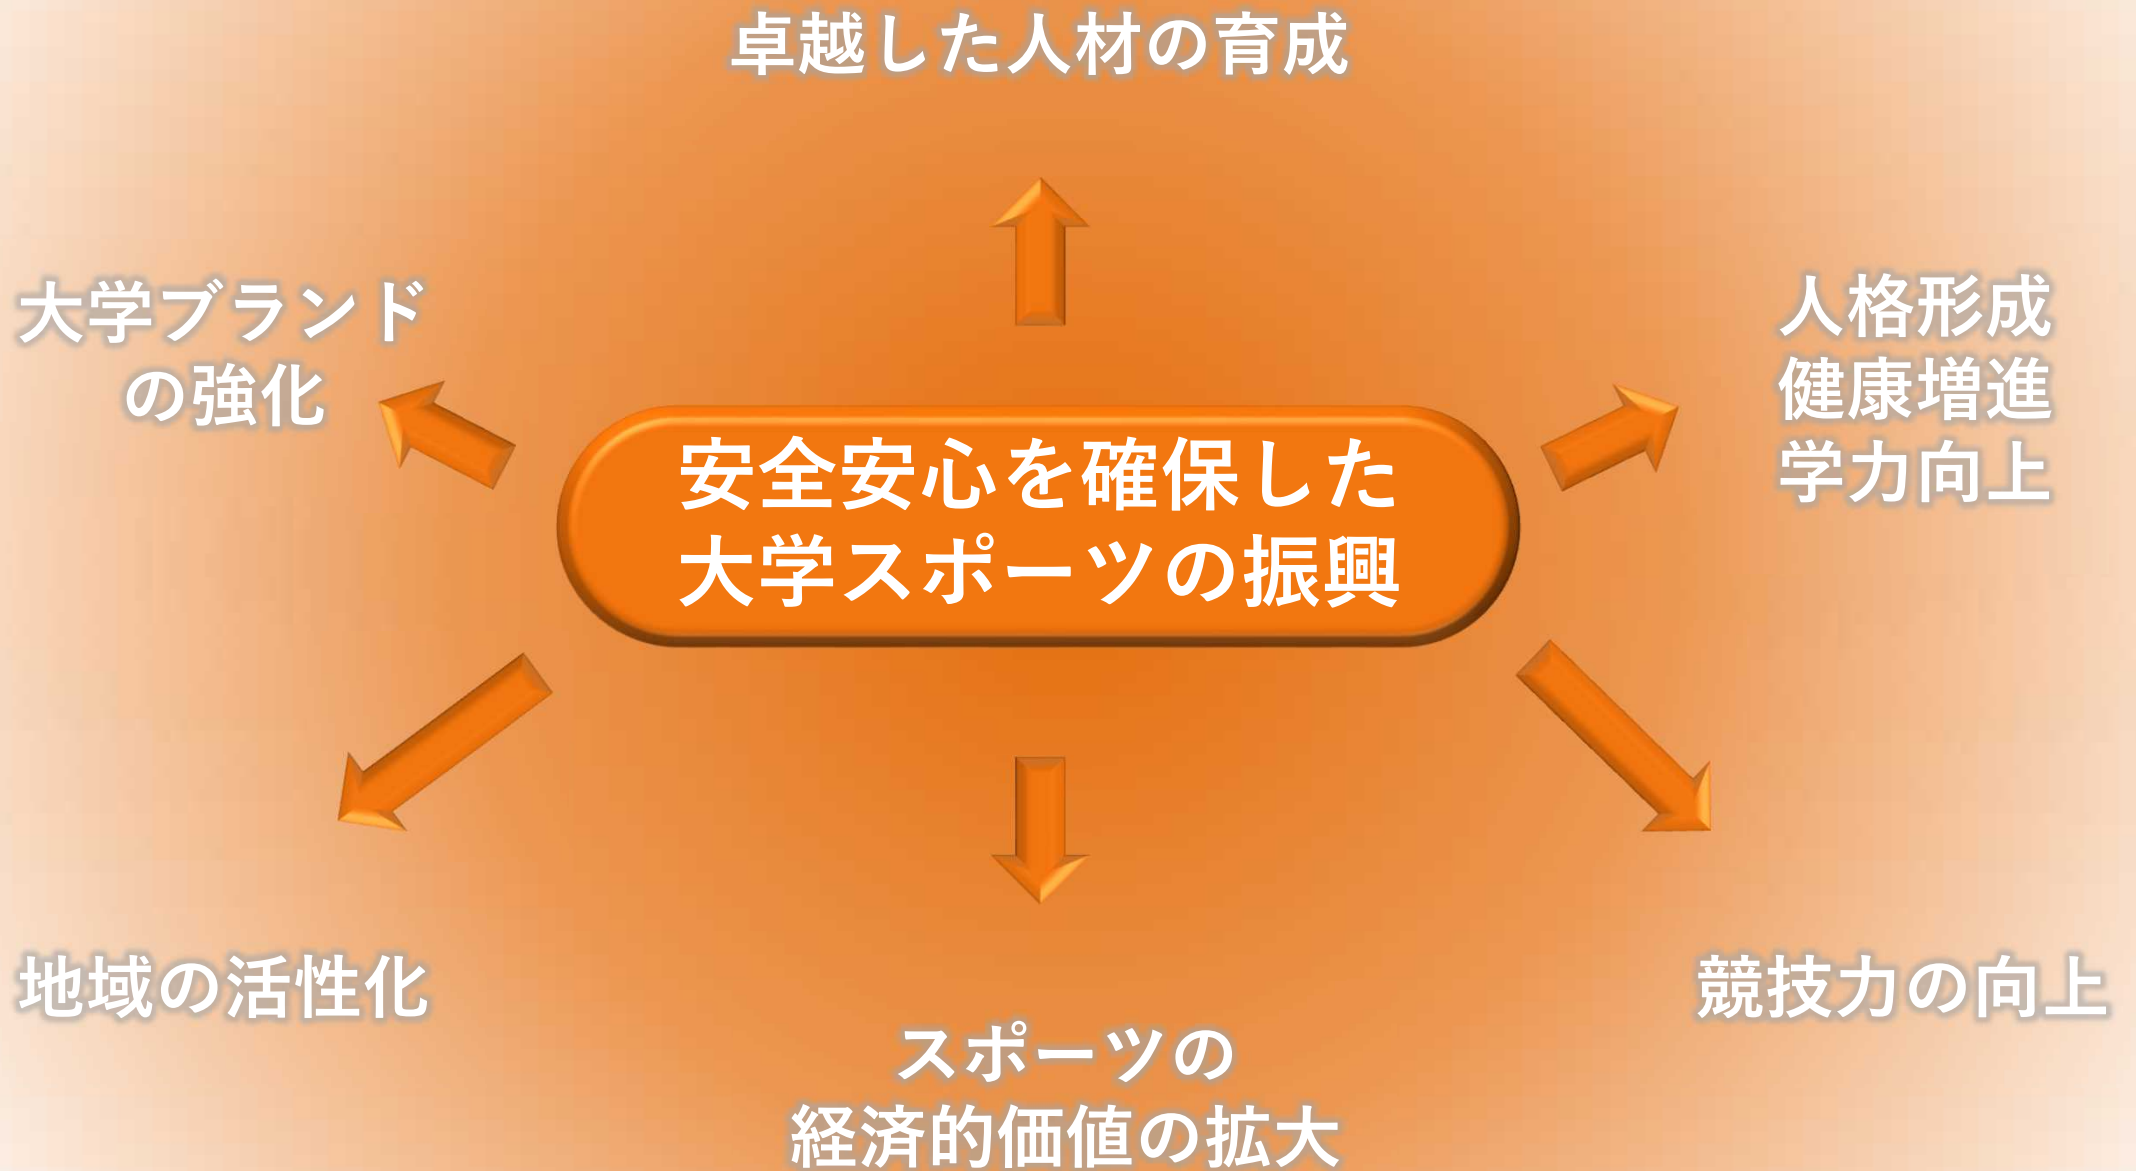 卓越した人材の育成
大学ブランド
の強化
人格形成
健康増進
学力向上
安全安心を確保した
大学スポーツの振興
地域の活性化
競技力の向上
スポーツの
経済的価値の拡大